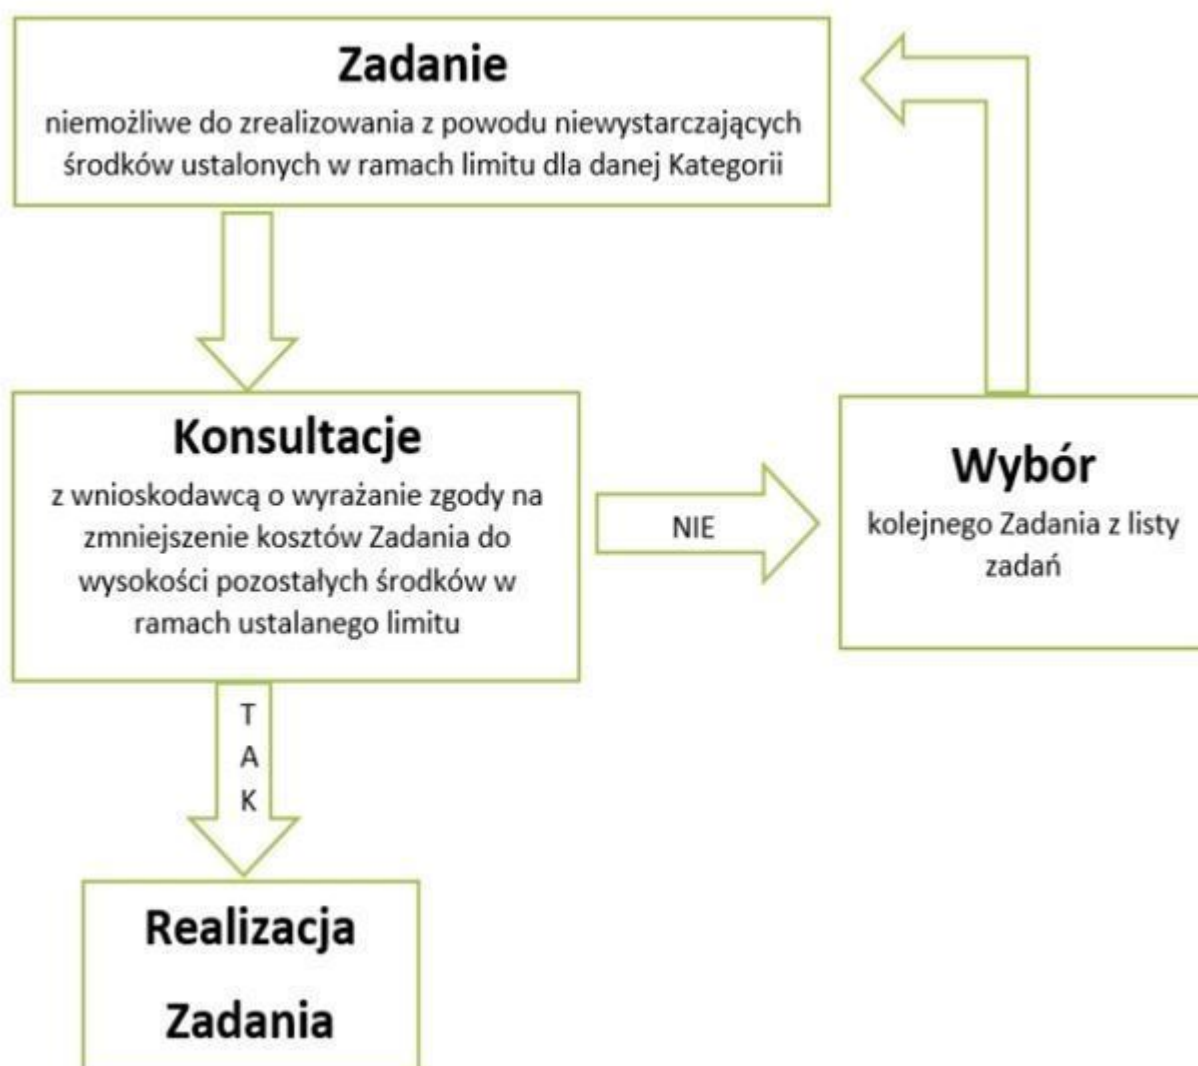 Zadanie
niemożliwe do zrealizowania z powodu niewystarczających
środków ustalonych w ramach limitu dla danej Kategorii
Konsultacje
z wnioskodawcą o wyrażanie zgody na
zmniejszenie kosztów Zadania do
wysokości pozostałych środków w
ramach ustalanego limitu
NIE
Wybór
kolejnego Zadania z listy
zadań
T
A
K
Realizacja
Zadania